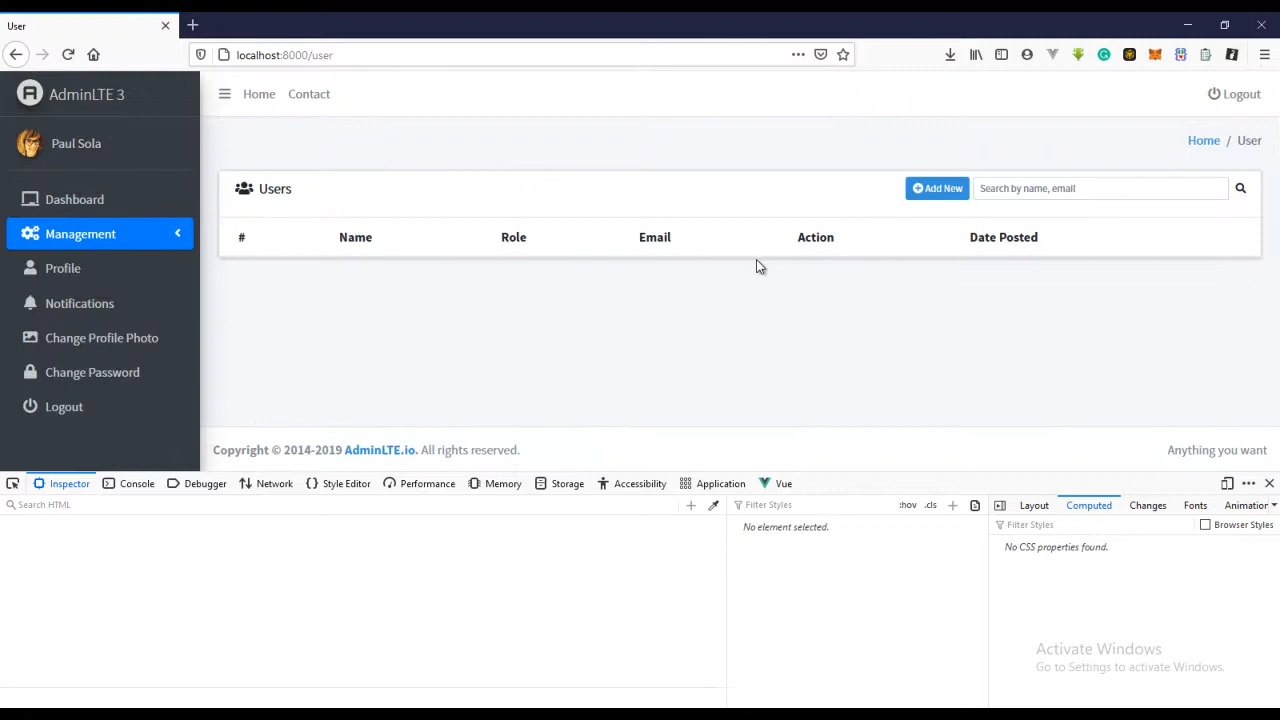 User
localhost:8000/user
AdminLTE 3
Home Contact
Logout
Paul Sola
Home / User
Users
Add New
Search by name, email
Dashboard
Management
Profile
Notifications
Change Profile Photo
Change Password
Logout
# Name Role Email Action Date Posted
Copyright © 2014-2019 AdminLTE.io. All rights reserved.
Anything you want
Inspector Console Debugger Network Style Editor Performance Memory Storage Accessibility Application Vue
Search HTML
Filter Styles
:hov .cls
Layout Computed Changes Fonts Animation
No element selected.
Filter Styles
Browser Styles
No CSS properties found.
Activate Windows
Go to Settings to activate Windows.